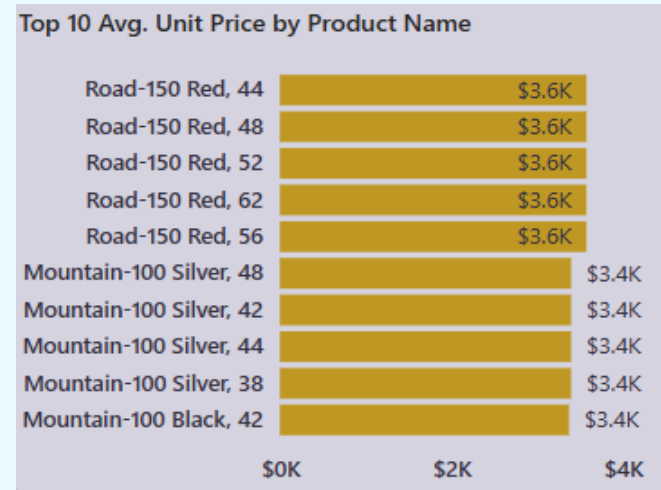 Top 10 Avg. Unit Price by Product Name
Road-150 Red, 44 $3.6K
Road-150 Red, 48 $3.6K
Road-150 Red, 52 $3.6K
Road-150 Red, 62 $3.6K
Road-150 Red, 56 $3.6K
Mountain-100 Silver, 48 $3.4K
Mountain-100 Silver, 42 $3.4K
Mountain-100 Silver, 44 $3.4K
Mountain-100 Silver, 38 $3.4K
Mountain-100 Black, 42 $3.4K
$0K $2K $4K